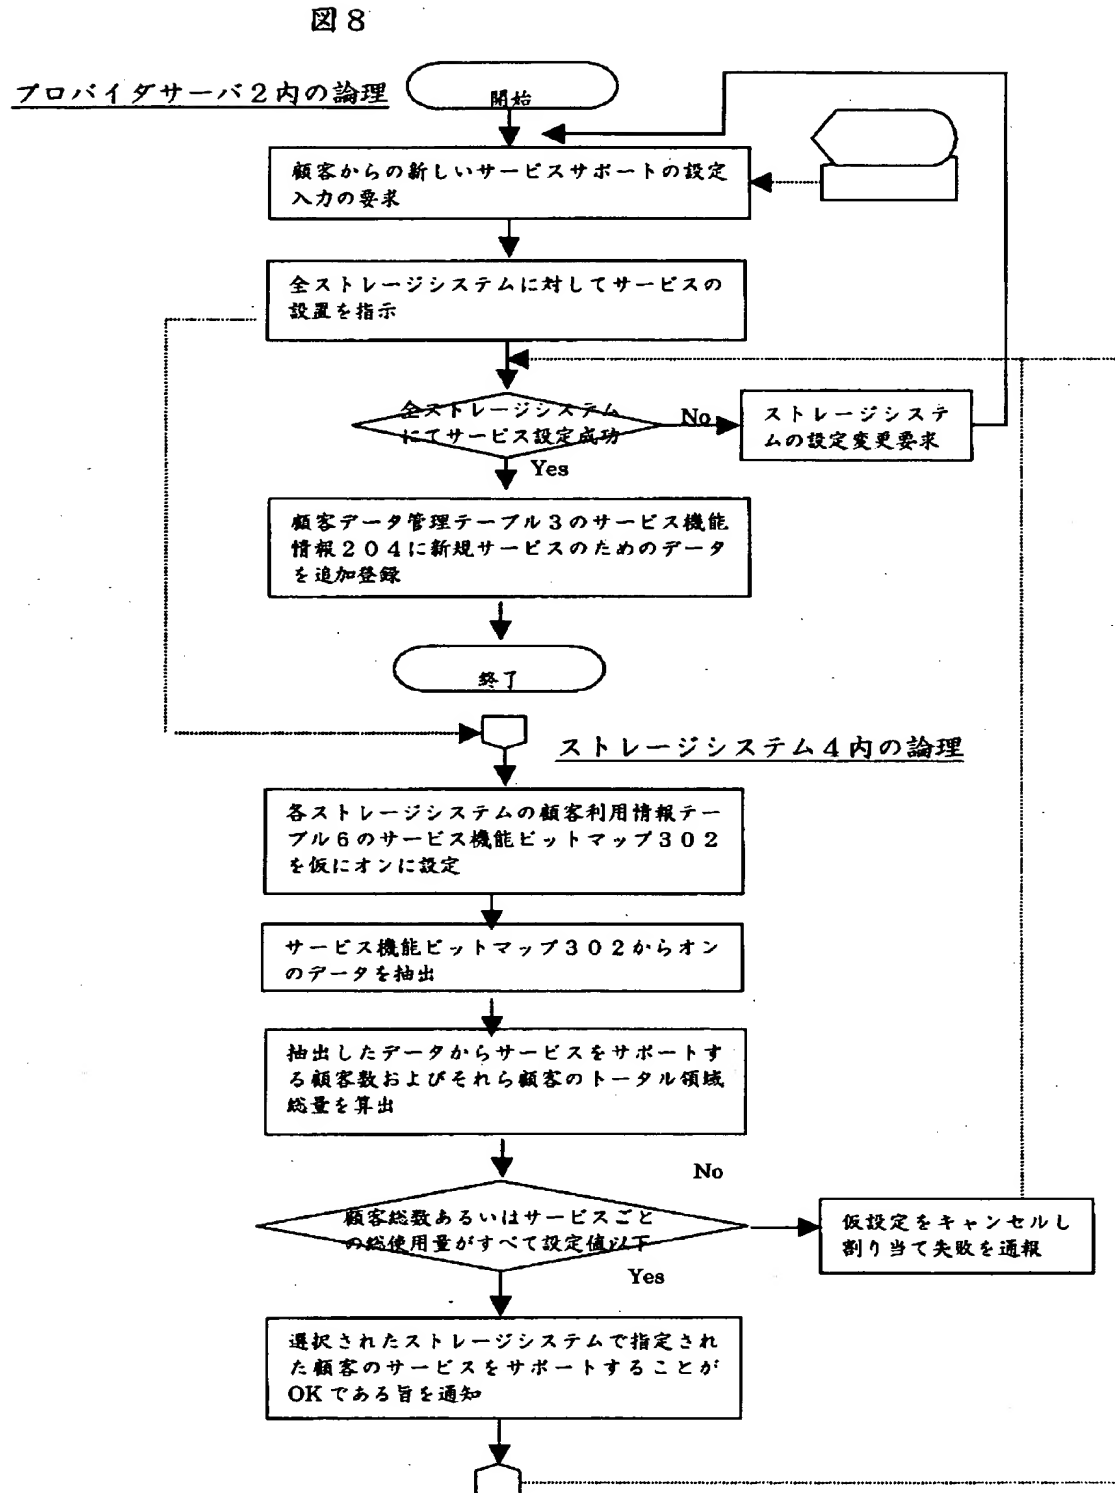 図8
プロバイダサーバ2内の論理
開始
顧客からの新しいサービスサポートの設定
入力の要求
全ストレージシステムに対してサービスの
設置を指示
全ストレージシステム
にてサービス設定成功
No
ストレージシステ
ムの設定変更要求
Yes
顧客データ管理テーブル3のサービス機能
情報204に新規サービスのためのデータ
を追加登録
終了
ストレージシステム4内の論理
各ストレージシステムの顧客利用情報テー
ブル6のサービス機能ビットマップ302
を仮にオンに設定
サービス機能ビットマップ302からオン
のデータを抽出
抽出したデータからサービスをサポートす
る顧客数およびそれら顧客のトータル領域
総量を算出
No
顧客総数あるいはサービスごと
の総使用量がすべて設定値以下
仮設定をキャンセルし
割り当て失敗を通報
Yes
選択されたストレージシステムで指定され
た顧客のサービスをサポートすることが
OKである旨を通知